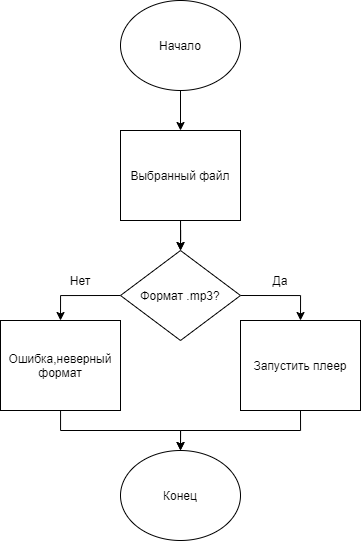 Начало
Выбранный файл
Формат .mp3?
Нет
Да
Ошибка,неверный
формат
Запустить плеер
Конец